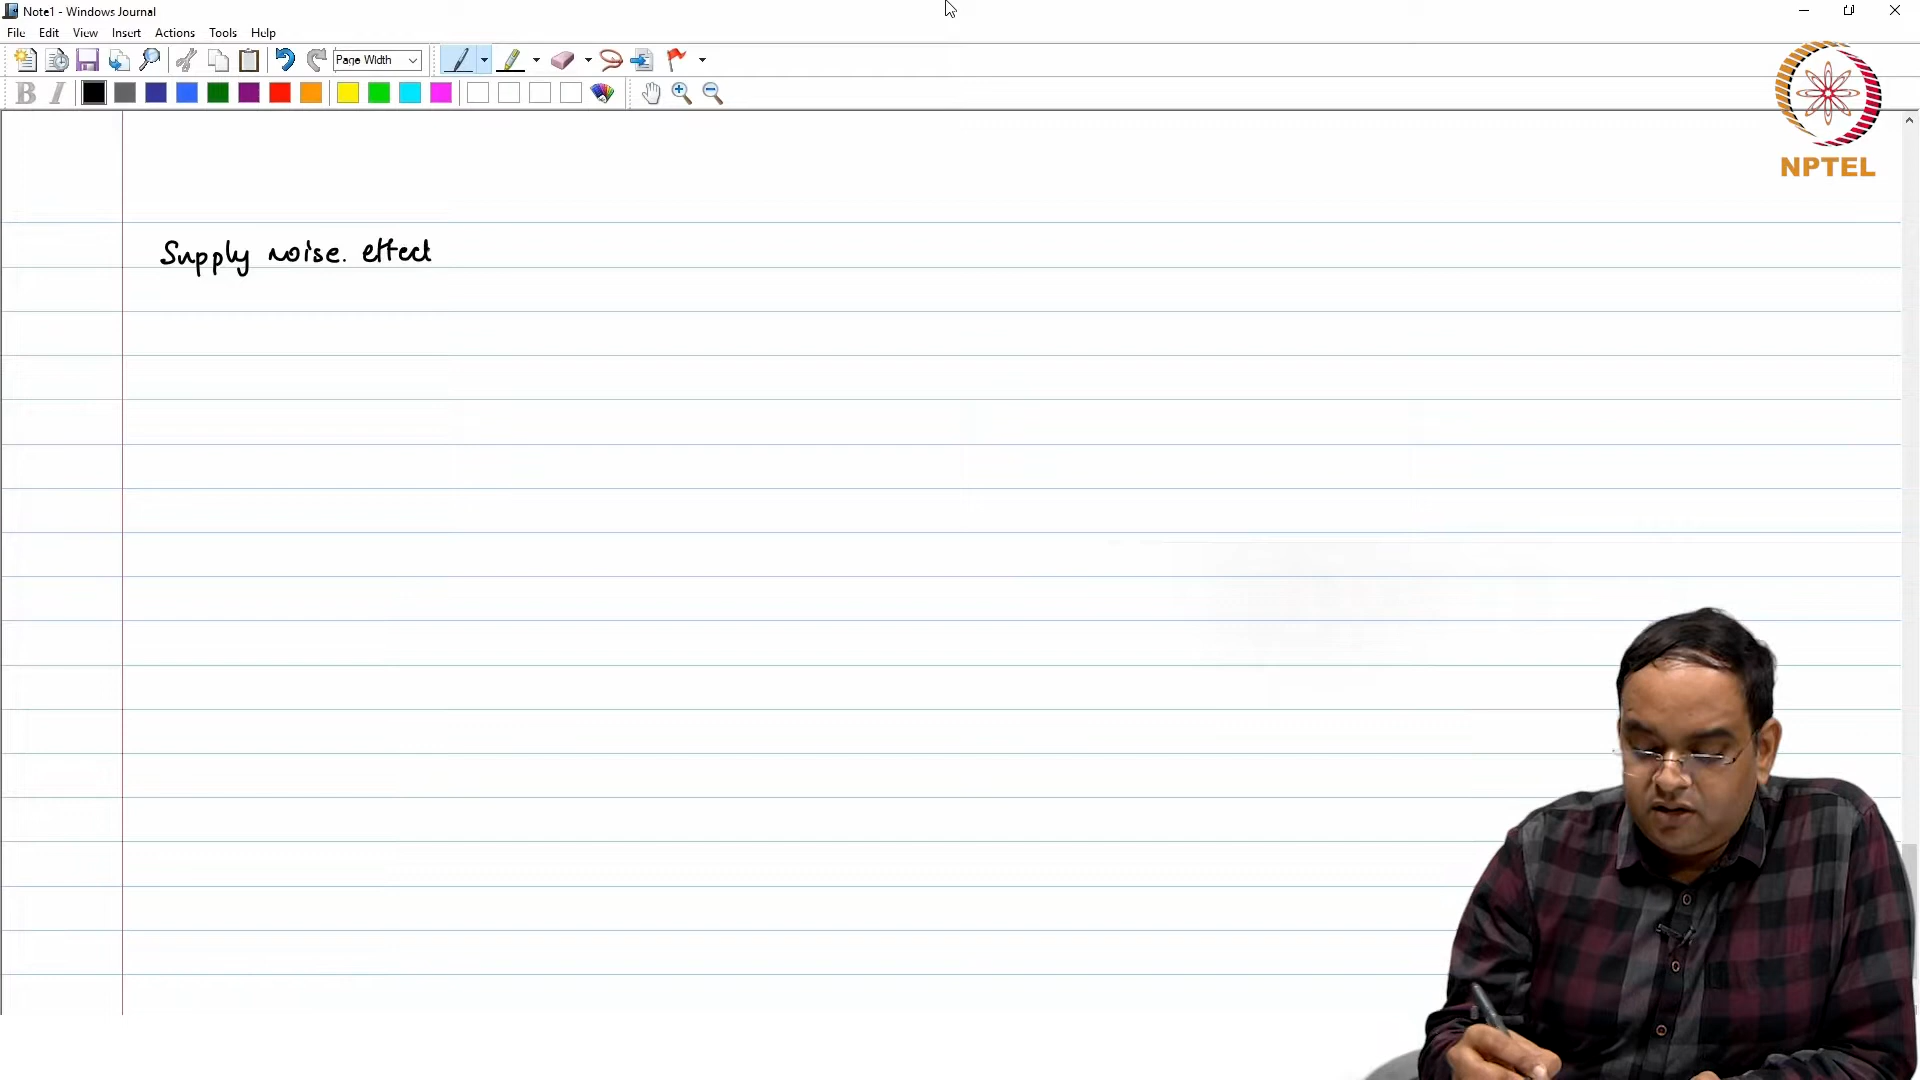 Note1 - Windows Journal
File Edit View Insert Actions Tools Help
Page Width
B I
NPTEL
Supply noise. effect